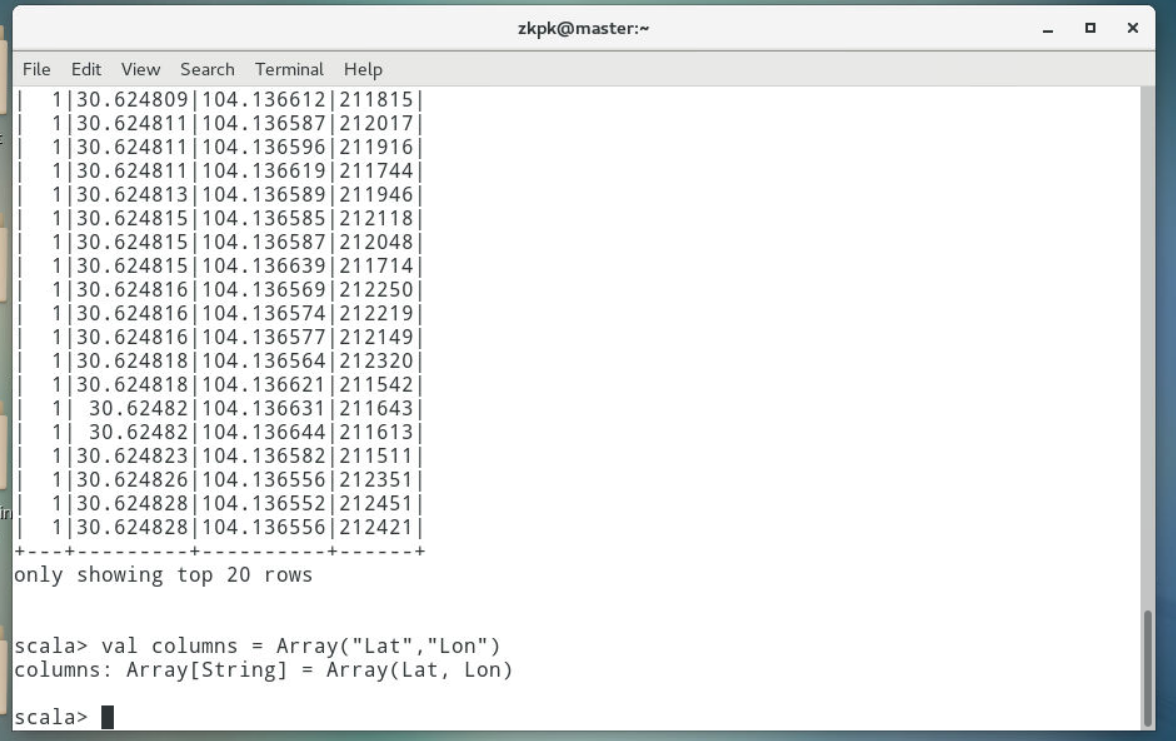 zkpk@master:~
File Edit View Search Terminal Help
|  1|30.624809|104.136612|211815|
|  1|30.624811|104.136587|212017|
|  1|30.624811|104.136596|211916|
|  1|30.624811|104.136619|211744|
|  1|30.624813|104.136589|211946|
|  1|30.624815|104.136585|212118|
|  1|30.624815|104.136587|212048|
|  1|30.624815|104.136639|211714|
|  1|30.624816|104.136569|212250|
|  1|30.624816|104.136574|212219|
|  1|30.624816|104.136577|212149|
|  1|30.624818|104.136564|212320|
|  1|30.624818|104.136621|211542|
|  1| 30.62482|104.136631|211643|
|  1| 30.62482|104.136644|211613|
|  1|30.624823|104.136582|211511|
|  1|30.624826|104.136556|212351|
|  1|30.624828|104.136552|212451|
|  1|30.624828|104.136556|212421|
+---+---------+----------+------+
only showing top 20 rows
scala> val columns = Array("Lat","Lon")
columns: Array[String] = Array(Lat, Lon)
scala>